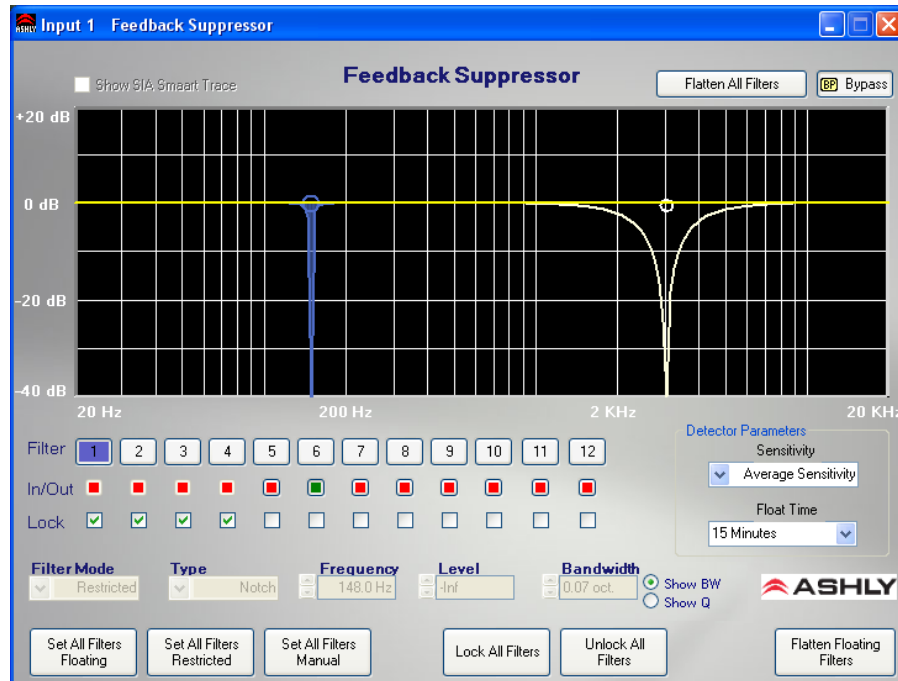 ASHLY Input 1 Feedback Suppressor
Show SIA Smaart Trace
Feedback Suppressor
Flatten All Filters
BP Bypass
+20 dB
0 dB
-20 dB
-40 dB
20 Hz 200 Hz 2 KHz 20 KHz
Filter 1 2 3 4 5 6 7 8 9 10 11 12
In/Out
Lock
Detector Parameters
Sensitivity
Average Sensitivity
Float Time
15 Minutes
Filter Mode Type Frequency Level Bandwidth
Restricted Notch 148.0 Hz -Inf 0.07 oct.
Show BW
Show Q
ASHLY
Set All Filters
Floating
Set All Filters
Restricted
Set All Filters
Manual
Lock All Filters
Unlock All
Filters
Flatten Floating
Filters